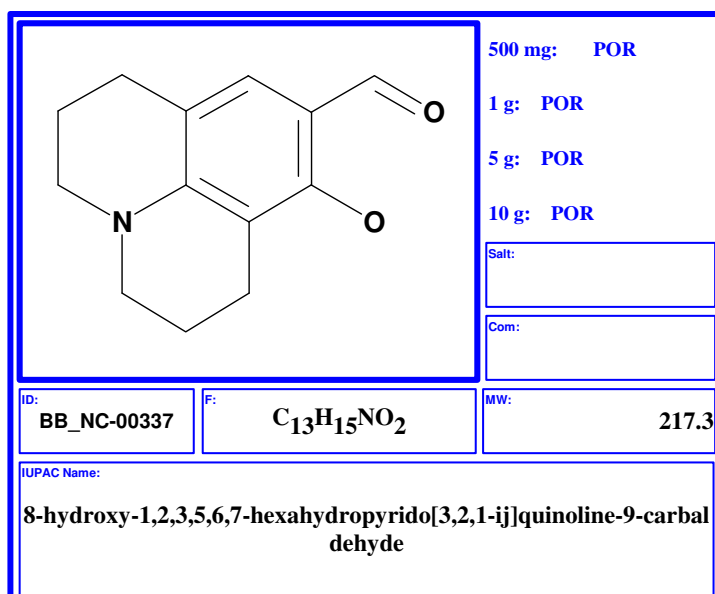 500 mg: POR
1 g: POR
5 g: POR
10 g: POR
O
N
O
Salt:
Com:
ID:
BB_NC-00337
F:
C13H15NO2
MW:
217.3
IUPAC Name:
8-hydroxy-1,2,3,5,6,7-hexahydropyrido[3,2,1-ij]quinoline-9-carbal
dehyde